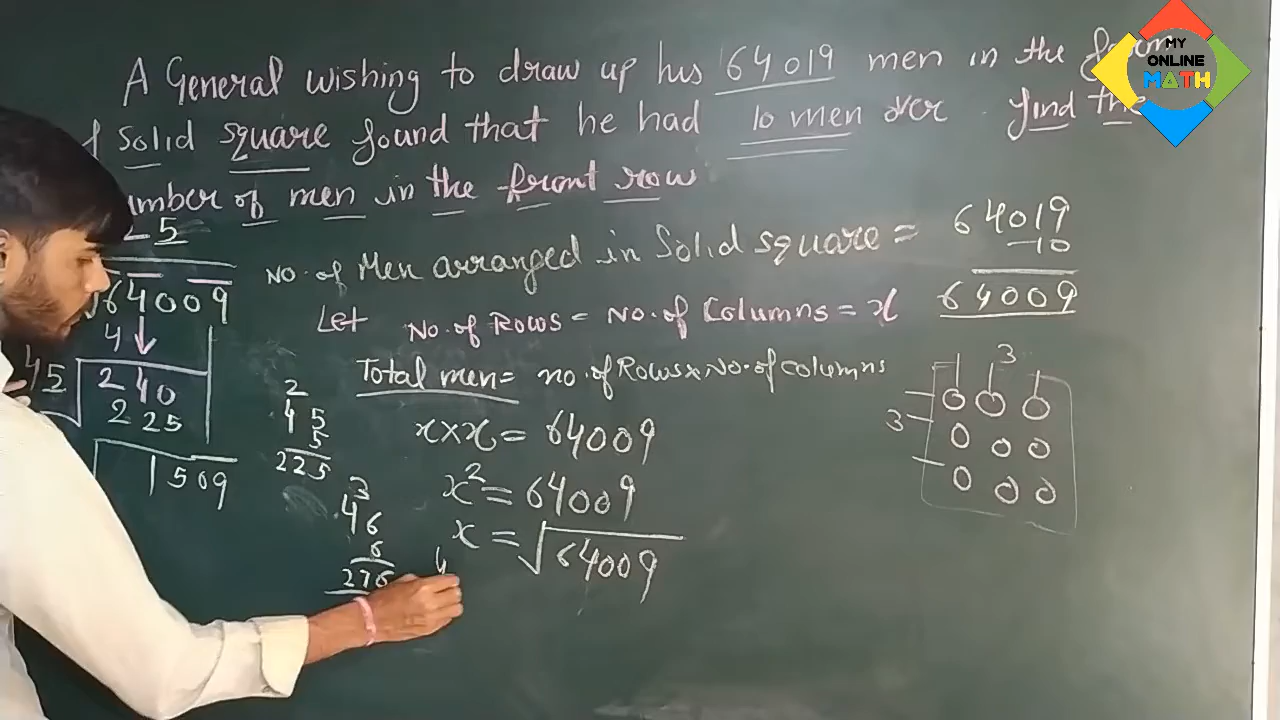 A General wishing to draw up his 64019 men in the form
of Solid square found that he had 10 men over. Find the
number of men in the front row
25
No. of Men arranged in Solid square = 64019
-10
64009
64009
4
Let No. of Rows = No. of Columns = x
45 240
225
1509
Total men = no. of Rows x No. of columns
2
45
5
225
x × x = 64009
x² = 64009
x = √64009
3
46
6
276
4
3
3
MY
ONLINE
MATH